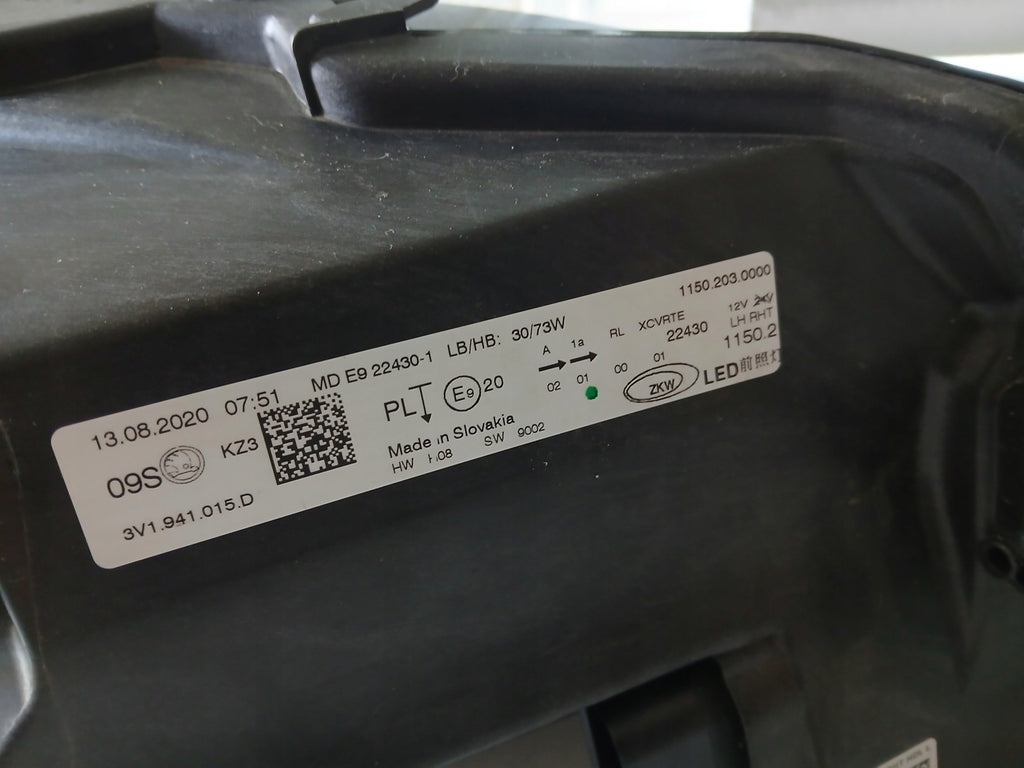 13.08.2020 07:51
MD E9 22430-1 LB/HB: 30/73W
1150.203.0000
09S KZ3
PL E9 20
A 1a
RL XCVRTE
12V 24V
22430 LH RHT
02 01 00 01
1150.2
ZKW LED前照灯
3V1.941.015.D
Made in Slovakia
HW H08 SW 9002